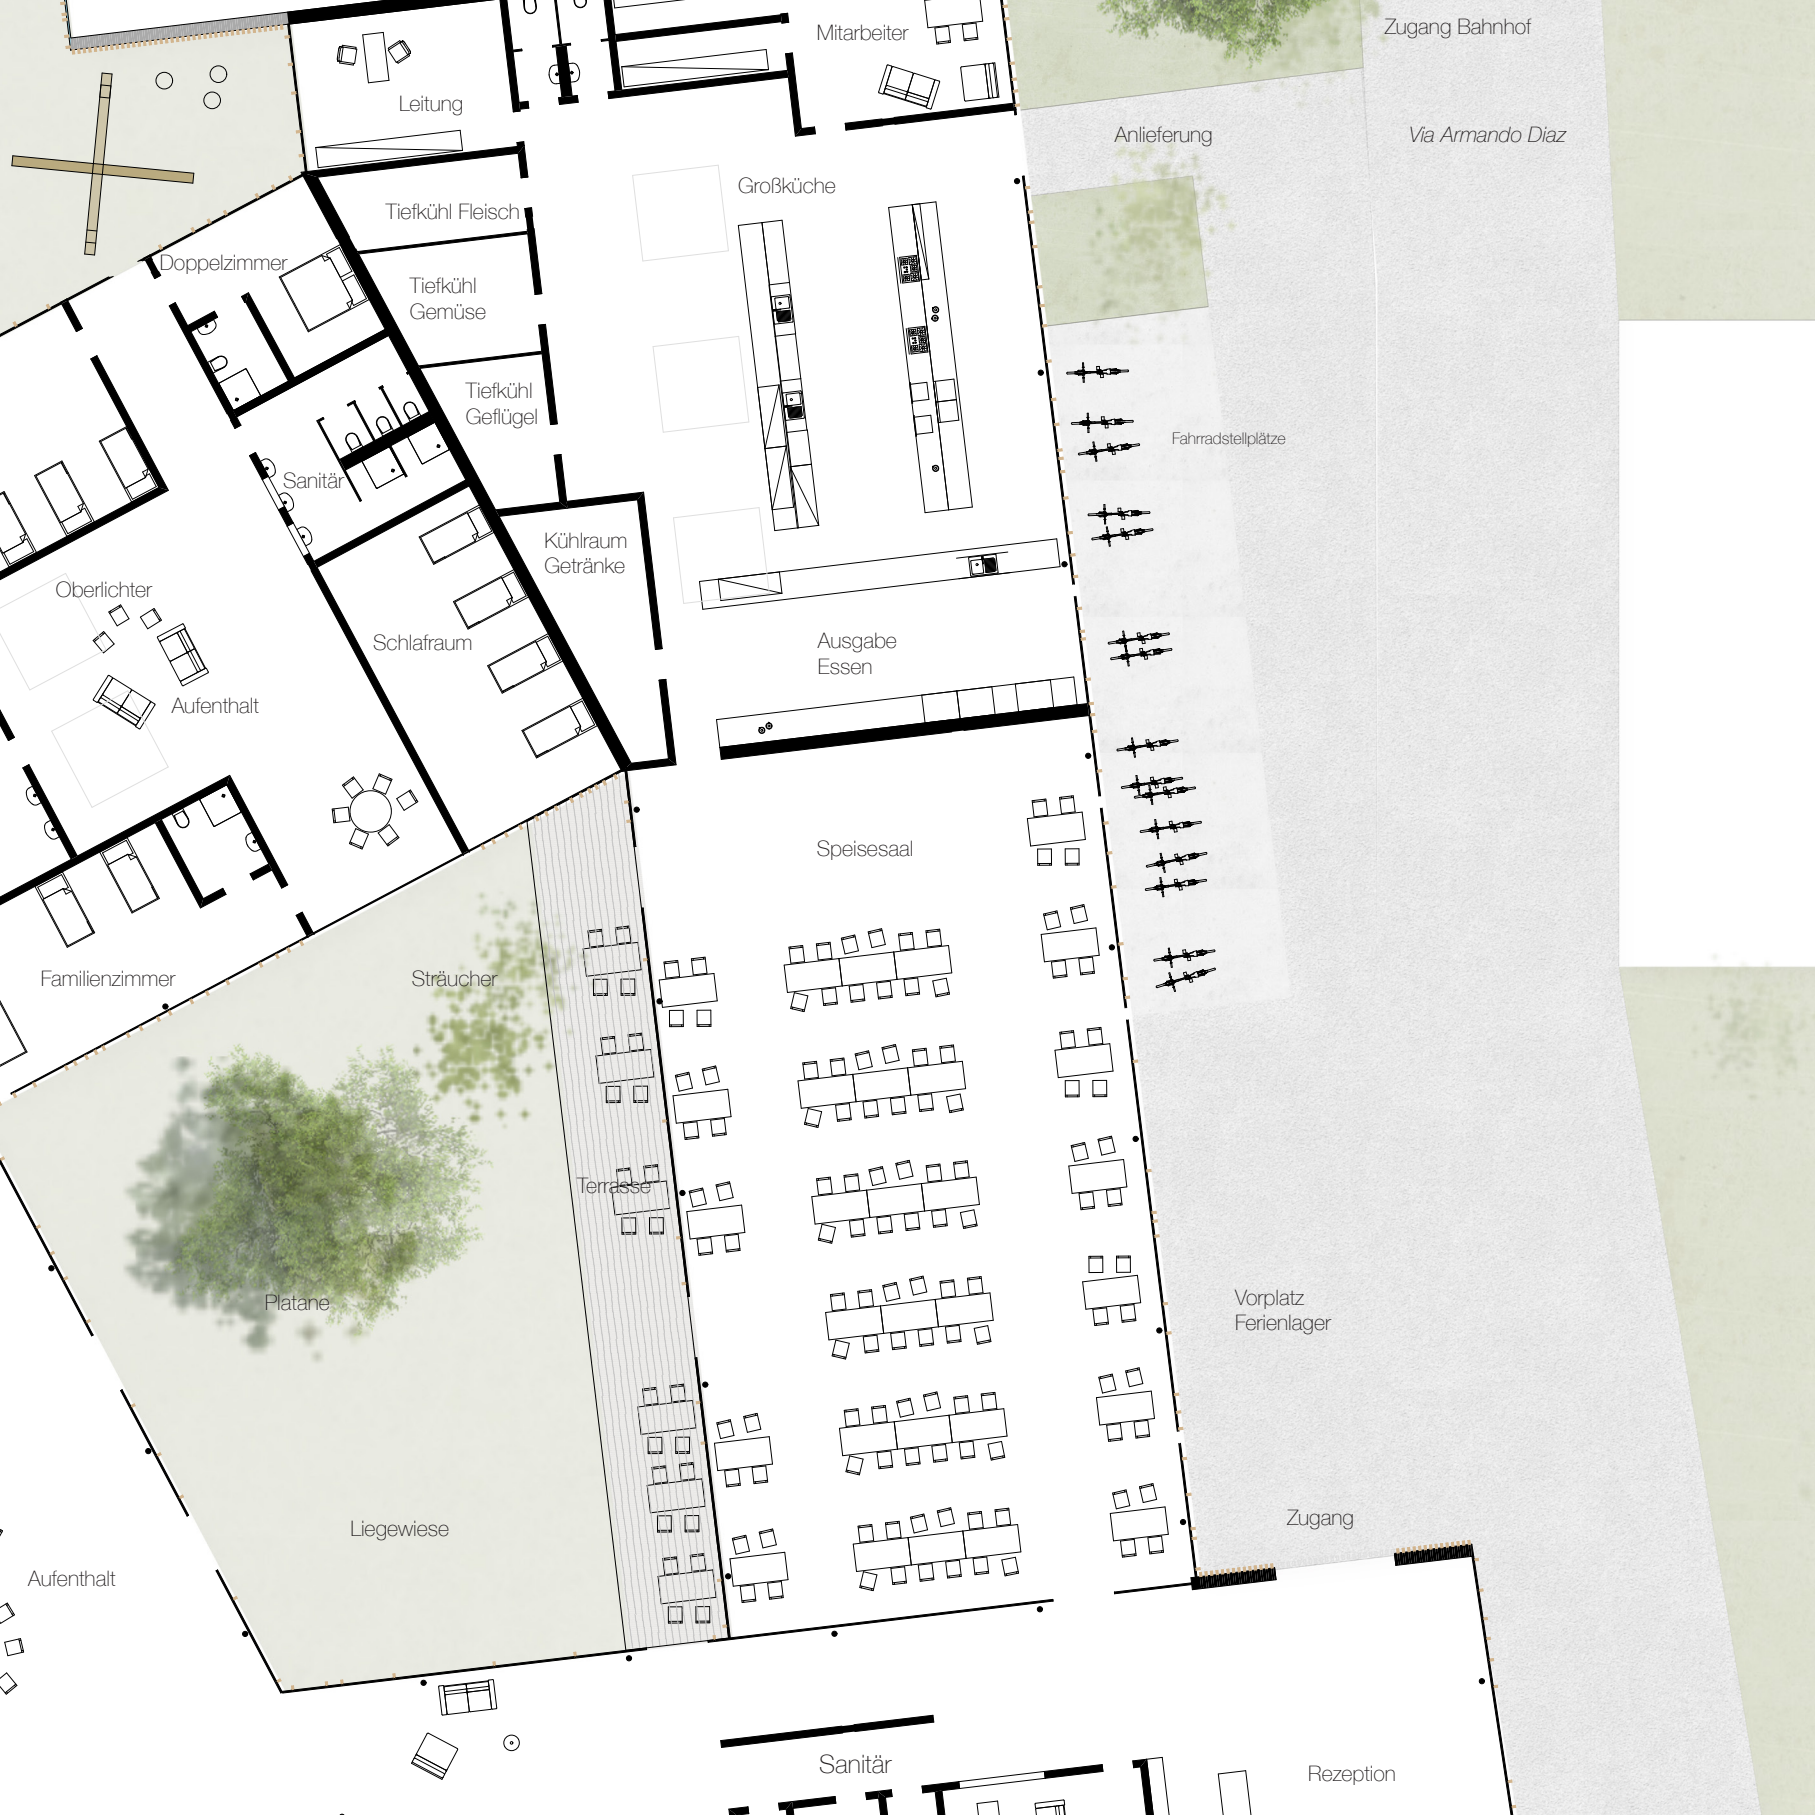 Zugang Bahnhof
Mitarbeiter
Leitung
Anlieferung
Via Armando Diaz
Großküche
Tiefkühl Fleisch
Doppelzimmer
Tiefkühl
Gemüse
Tiefkühl
Geflügel
Fahrradstellplätze
Sanitär
Kühlraum
Getränke
Oberlichter
Schlafraum
Ausgabe
Essen
Aufenthalt
Speisesaal
Familienzimmer
Sträucher
Terrasse
Platane
Vorplatz
Ferienlager
Zugang
Liegewiese
Aufenthalt
Sanitär
Rezeption